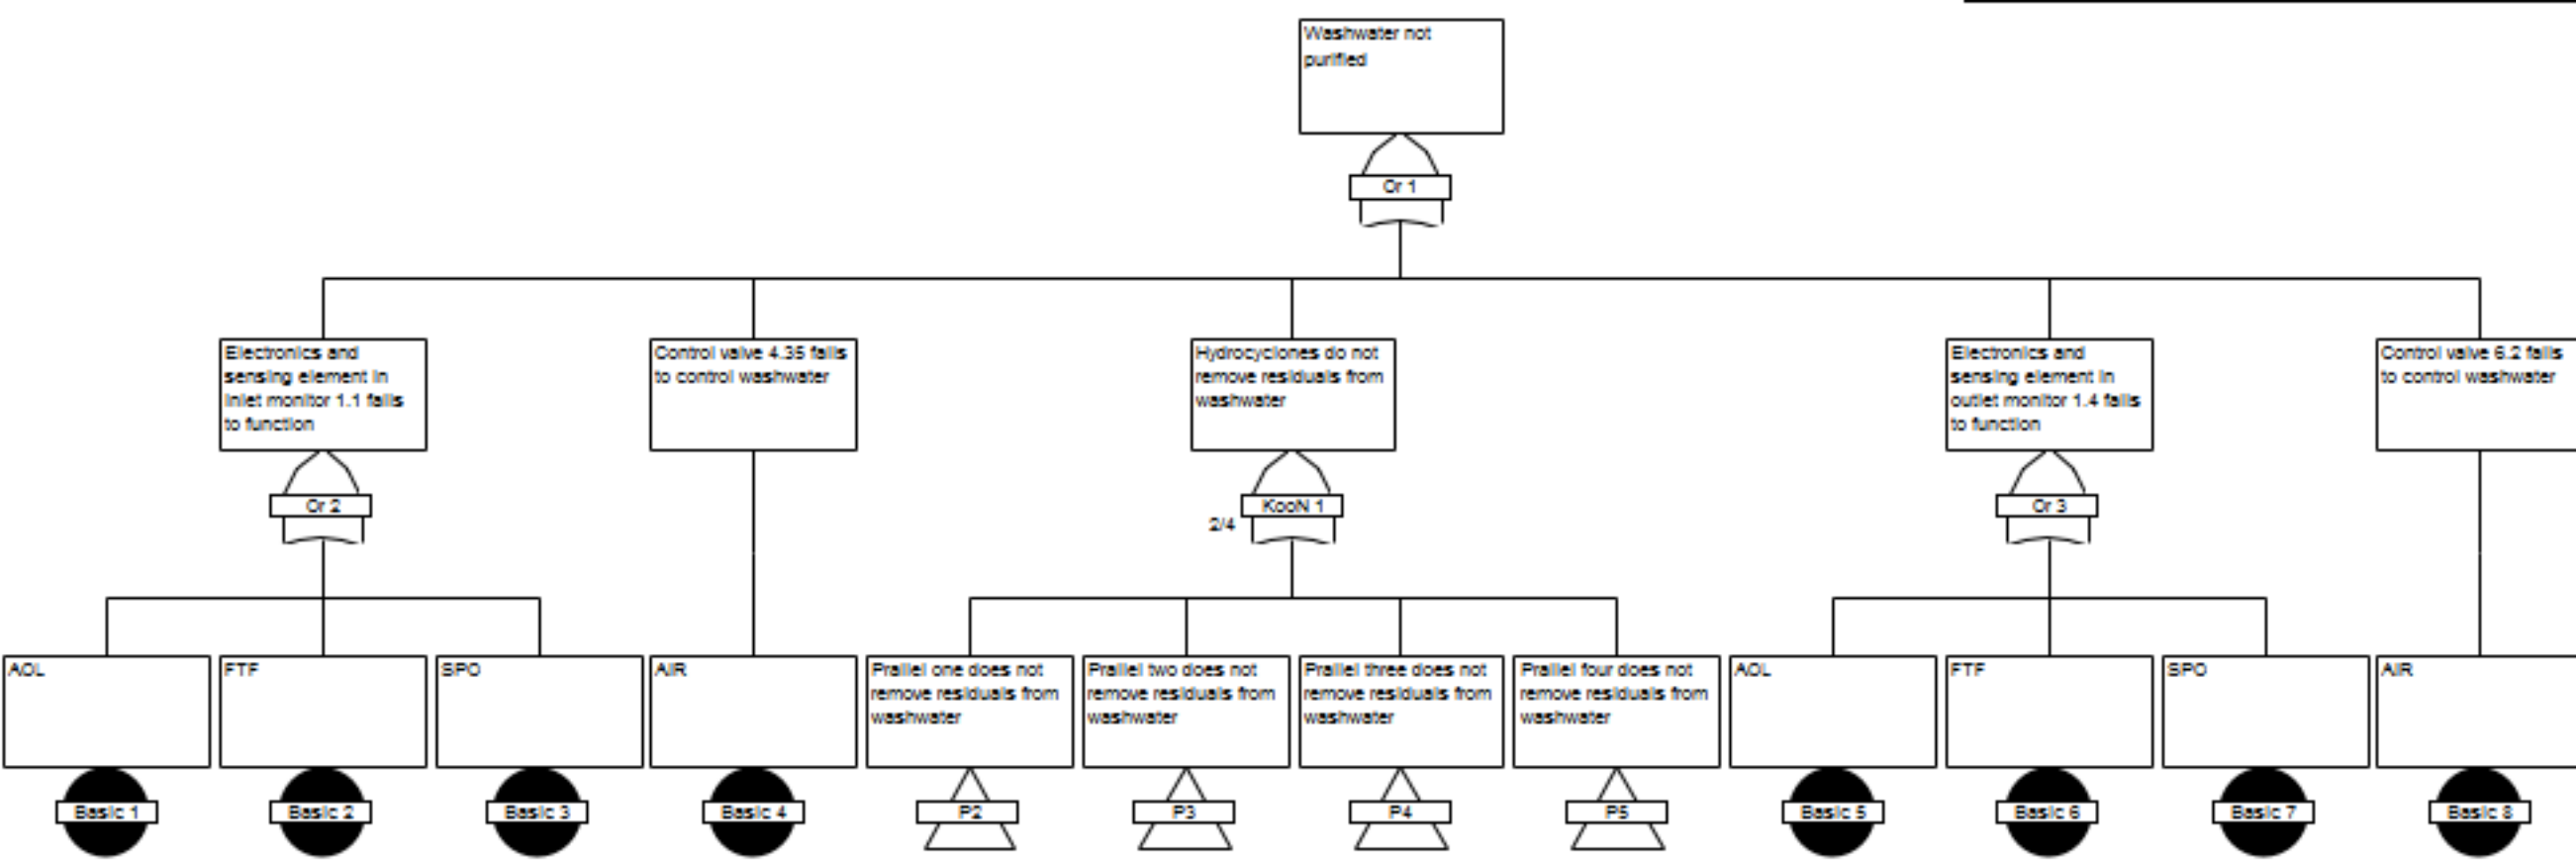 Washwater not
purified
Or 1
Electronics and
sensing element in
inlet monitor 1.1 fails
to function
Control valve 4.35 fails
to control washwater
Hydrocyclones do not
remove residuals from
washwater
Electronics and
sensing element in
outlet monitor 1.4 fails
to function
Control valve 6.2 fails
to control washwater
Or 2
2/4
KooN 1
Or 3
AOL
FTF
SPO
AIR
Prallel one does not
remove residuals from
washwater
Prallel two does not
remove residuals from
washwater
Prallel three does not
remove residuals from
washwater
Prallel four does not
remove residuals from
washwater
AOL
FTF
SPO
AIR
Basic 1
Basic 2
Basic 3
Basic 4
P2
P3
P4
P5
Basic 5
Basic 6
Basic 7
Basic 8